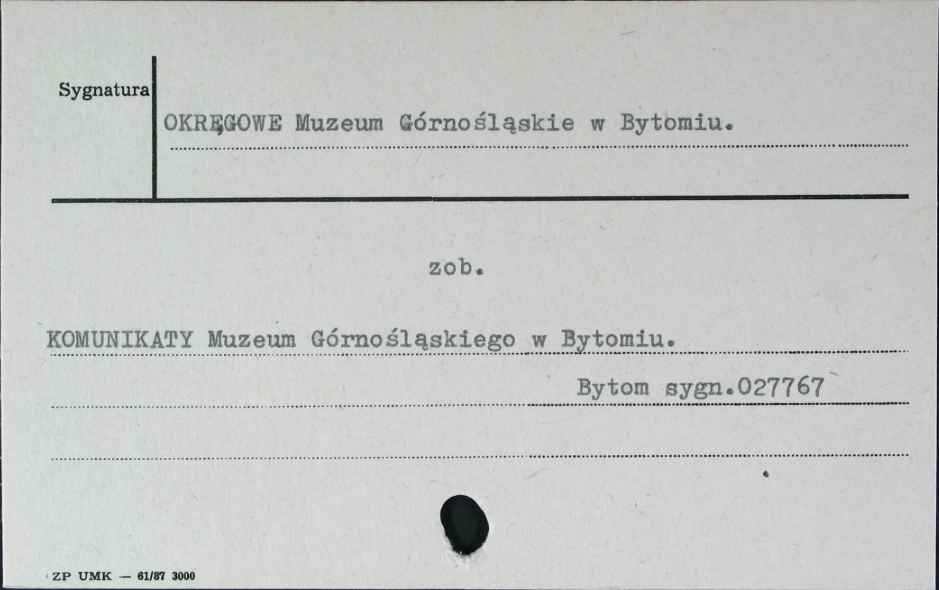 Sygnatura
OKRĘGOWE Muzeum Górnośląskie w Bytomiu.
zob.
KOMUNIKATY Muzeum Górnośląskiego w Bytomiu.
Bytom sygn.027767
ZP UMK — 61/87 3000